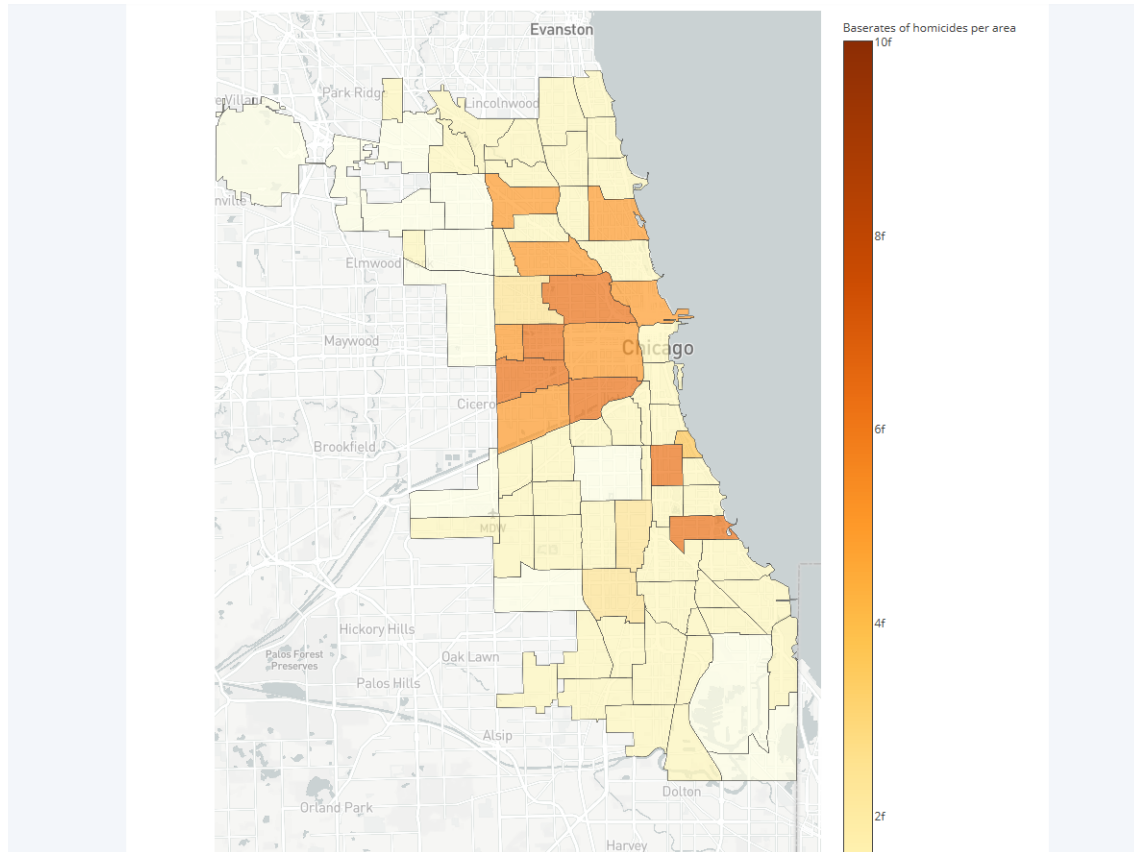 Evanston
Baserates of homicides per area
10f
Park Ridge
Lincolnwood
nville
8f
Elmwood
Maywood
Chicago
Cicero
6f
Brookfield
MDW
4f
Hickory Hills
Palos Forest
Preserves
Oak Lawn
Palos Hills
Alsip
Dolton
Orland Park
2f
Harvey